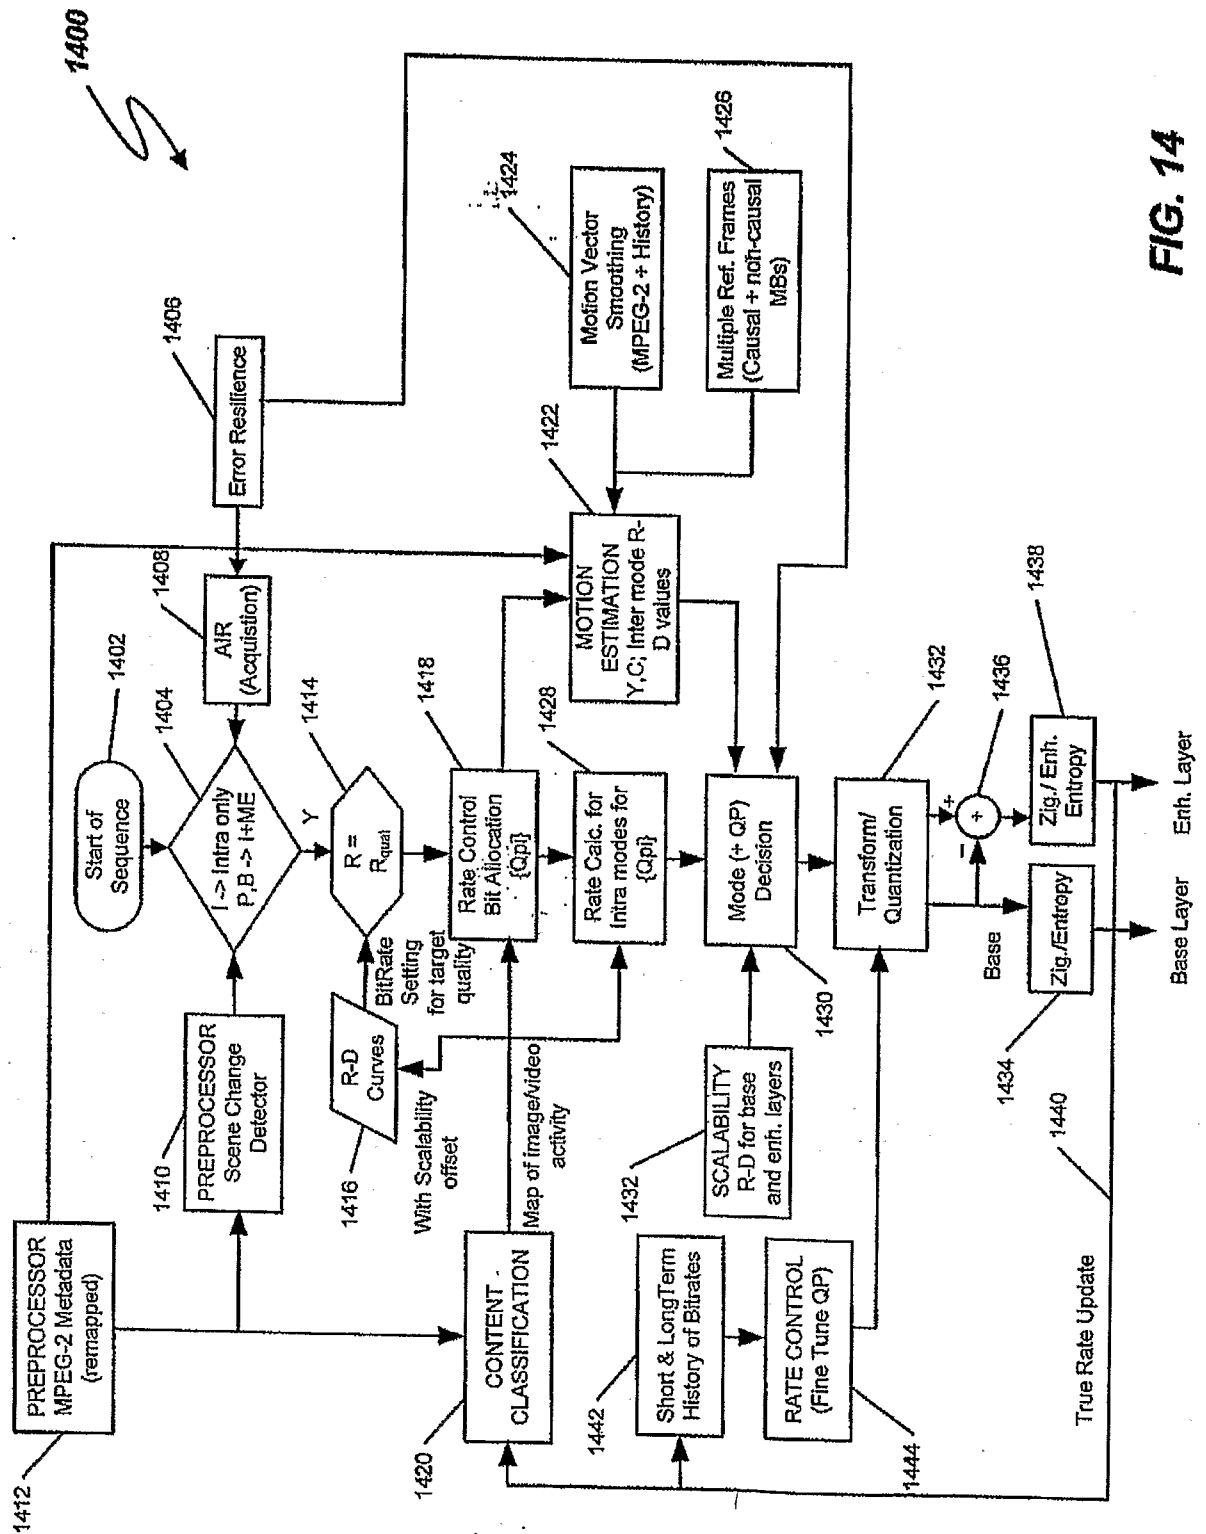 1400
Start of
Sequence
1402
1404
I -> Intra only
P,B -> I+ME
Y
AIR
(Acquistion)
1408
Error Resilience
1406
PREPROCESSOR
Scene Change
Detector
1410
PREPROCESSOR
MPEG-2 Metadata
(remapped)
1412
R =
Rqual
1414
R-D
Curves
1416
BitRate
Setting
for target
quality
With Scalability
offset
Rate Control
Bit Allocation
{Qpi}
1418
CONTENT -
CLASSIFICATION
1420
Map of image/video
activity
MOTION
ESTIMATION
Y,C; Inter mode R-
D values
1422
Motion Vector
Smoothing
(MPEG-2 + History)
1424
Multiple Ref. Frames
(Causal + non-causal
MBs)
1426
Rate Calc. for
Intra modes for
{Qpi}
1428
Mode (+ QP)
Decision
1430
SCALABILITY
R-D for base
and enh. layers
1432
Transform/
Quantization
1432
Short & LongTerm
History of Bitrates
1442
RATE CONTROL
(Fine Tune QP)
1444
+
+
–
1436
Base
Zig./Entropy
1434
Zig./ Enh.
Entropy
1438
1440
True Rate Update
Base Layer
Enh. Layer
FIG. 14